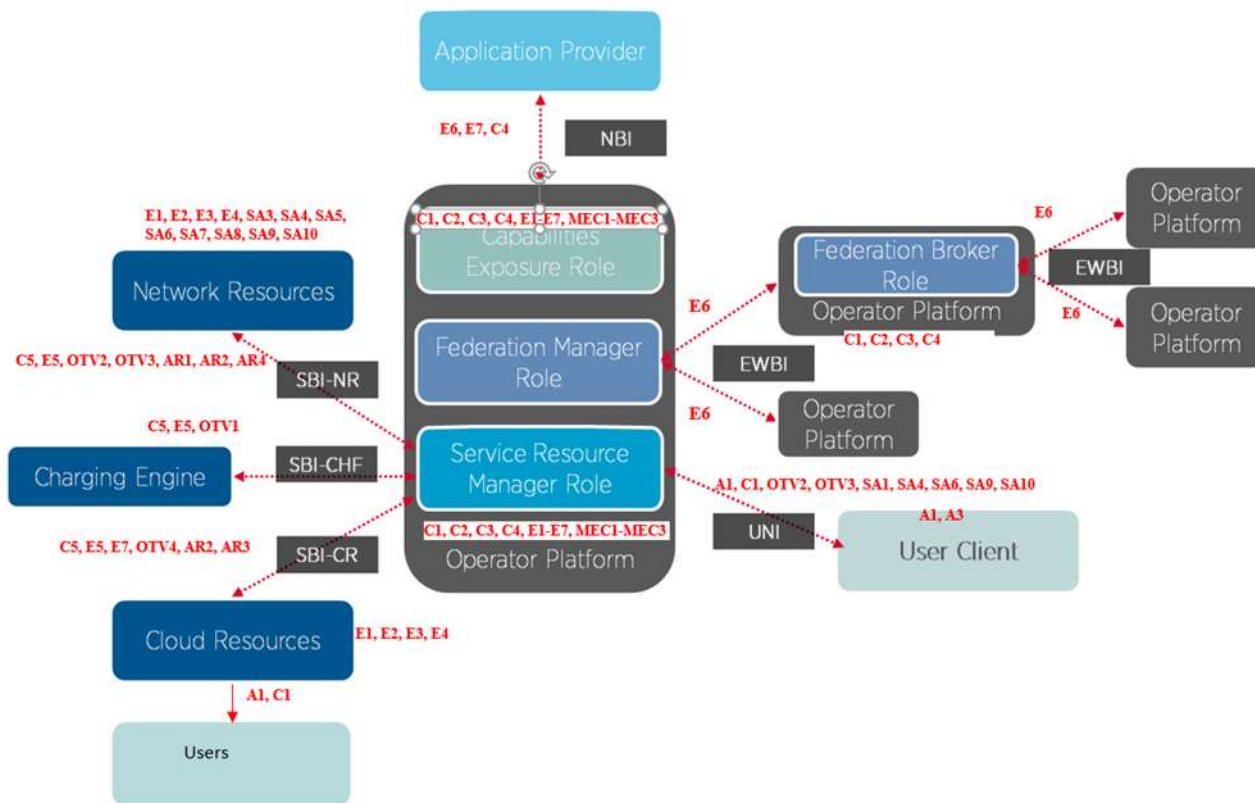 Application Provider
E6, E7, C4
NBI
C1, C2, C3, C4, E1-E7, MEC1-MEC3
Capabilities
Exposure Role
E1, E2, E3, E4, SA3, SA4, SA5,
SA6, SA7, SA8, SA9, SA10
Network Resources
Federation Manager
Role
C5, E5, OTV2, OTV3, AR1, AR2, AR4
SBI-NR
C5, E5, OTV1
Charging Engine
SBI-CHF
Service Resource
Manager Role
C1, C2, C3, C4, E1-E7, MEC1-MEC3
Operator Platform
C5, E5, E7, OTV4, AR2, AR3
SBI-CR
Cloud Resources
E1, E2, E3, E4
A1, C1
Users
E6
EWBI
E6
Federation Broker
Role
Operator Platform
C1, C2, C3, C4
Operator
Platform
E6
EWBI
E6
Operator
Platform
Operator
Platform
A1, C1, OTV2, OTV3, SA1, SA4, SA6, SA9, SA10
UNI
A1, A3
User Client